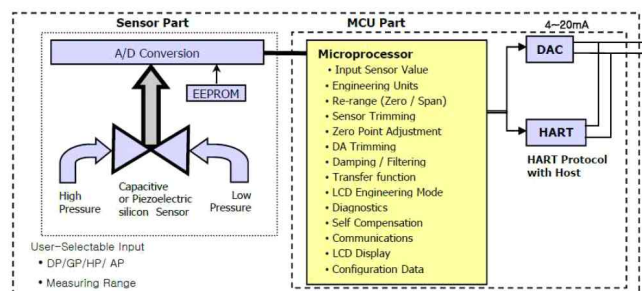 Sensor Part
MCU Part
4~20mA
A/D Conversion
EEPROM
High
Pressure
Capacitive
or Piezoelectric
silicon Sensor
Low
Pressure
User-Selectable Input
• DP/GP/HP/ AP
• Measuring Range
Microprocessor
• Input Sensor Value
• Engineering Units
• Re-range (Zero / Span)
• Sensor Trimming
• Zero Point Adjustment
• DA Trimming
• Damping / Filtering
• Transfer function
• LCD Engineering Mode
• Diagnostics
• Self Compensation
• Communications
• LCD Display
• Configuration Data
DAC
HART
HART Protocol
with Host